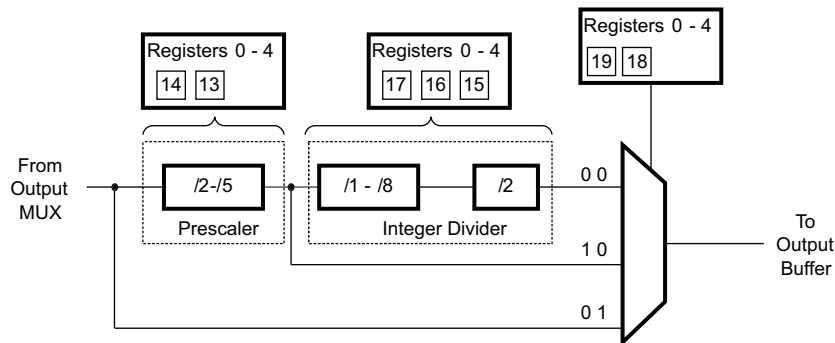 Registers 0 - 4
14 13
Registers 0 - 4
17 16 15
Registers 0 - 4
19 18
From
Output
MUX
/2-/5
Prescaler
/1 - /8
/2
Integer Divider
0 0
1 0
0 1
To
Output
Buffer